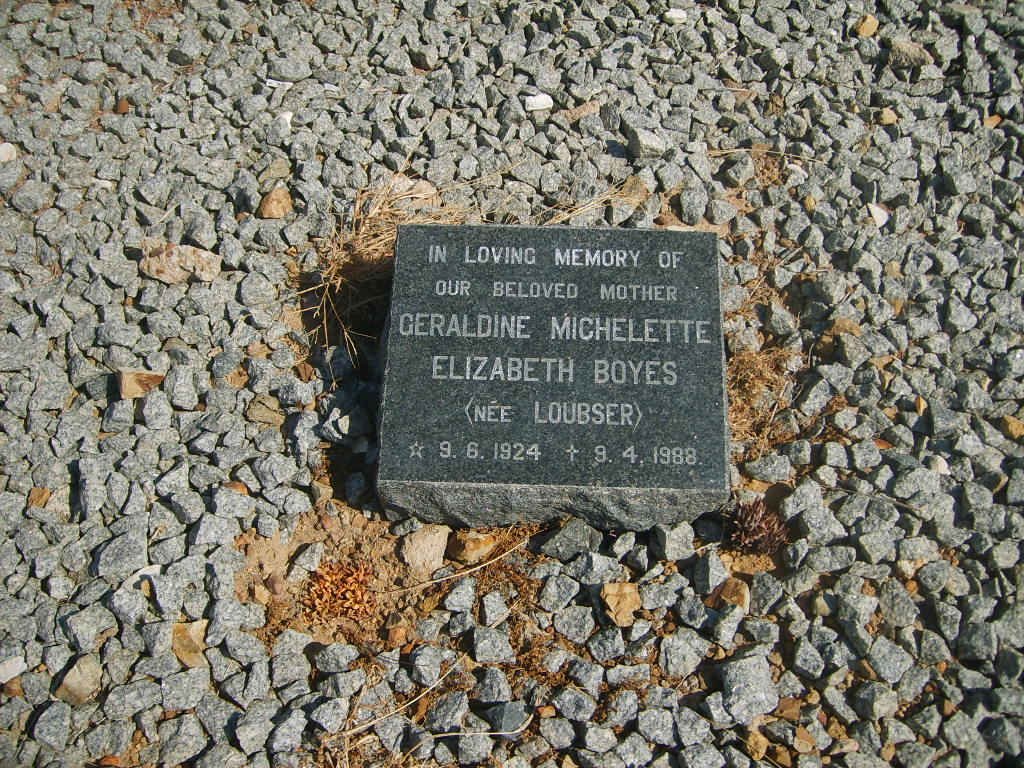 IN LOVING MEMORY OF
OUR BELOVED MOTHER
GERALDINE MICHELETTE
ELIZABETH BOYES
(NÉE LOUBSER)
☆ 9.6.1924 ✝ 9.4.1988